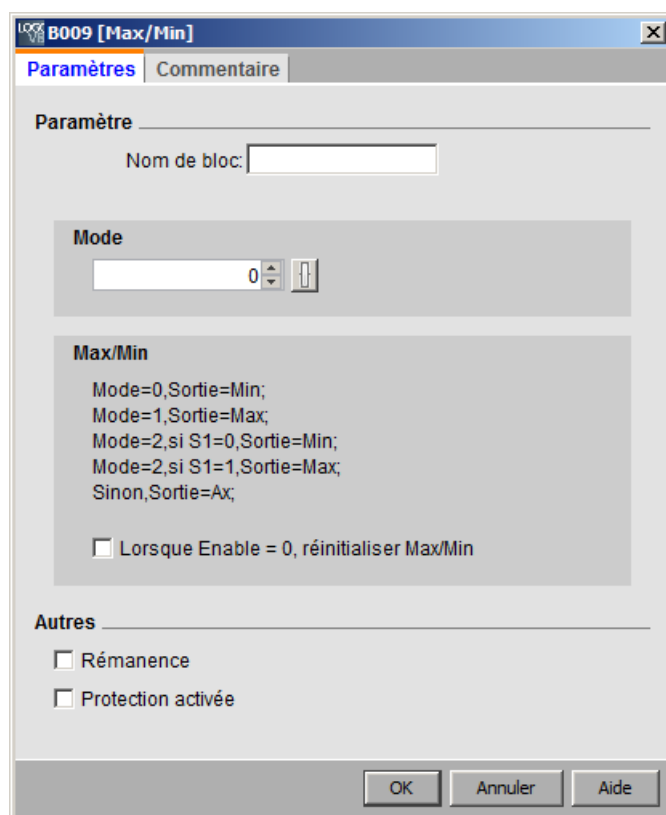 B009 [Max/Min]
Paramètres Commentaire
Paramètre
Nom de bloc:
Mode
0
Max/Min
Mode=0,Sortie=Min;
Mode=1,Sortie=Max;
Mode=2,si S1=0,Sortie=Min;
Mode=2,si S1=1,Sortie=Max;
Sinon,Sortie=Ax;
Lorsque Enable = 0, réinitialiser Max/Min
Autres
Rémanence
Protection activée
OK Annuler Aide